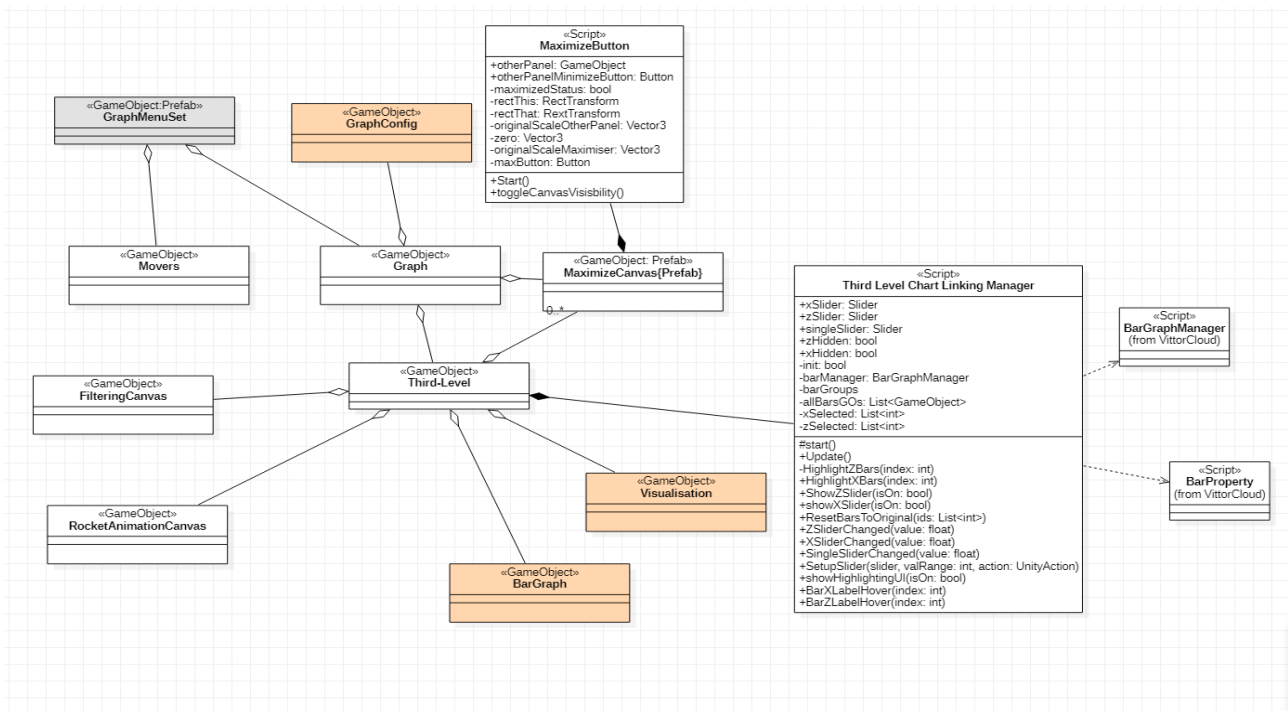 «Script»
MaximizeButton
+otherPanel: GameObject
+otherPanelMinimizeButton: Button
-maximizedStatus: bool
-rectThis: RectTransform
-rectThat: RextTransform
-originalScaleOtherPanel: Vector3
-zero: Vector3
-originalScaleMaximiser: Vector3
-maxButton: Button
+Start()
+toggleCanvasVisisbility()
«GameObject:Prefab»
GraphMenuSet
«GameObject»
GraphConfig
«GameObject»
Movers
«GameObject»
Graph
«GameObject: Prefab»
MaximizeCanvas{Prefab}
0..*
«Script»
Third Level Chart Linking Manager
+xSlider: Slider
+zSlider: Slider
+singleSlider: Slider
+zHidden: bool
+xHidden: bool
-init: bool
-barManager: BarGraphManager
-barGroups
-allBarsGOs: List<GameObject>
-xSelected: List<int>
-zSelected: List<int>
#start()
+Update()
-HighlightZBars(index: int)
+HighlightXBars(index: int)
+ShowZSlider(isOn: bool)
+showXSlider(isOn: bool)
+ResetBarsToOriginal(ids: List<int>)
+ZSliderChanged(value: float)
+XSliderChanged(value: float)
+SingleSliderChanged(value: float)
+SetupSlider(slider, valRange: int, action: UnityAction)
+showHighlightingUI(isOn: bool)
+BarXLabelHover(index: int)
+BarZLabelHover(index: int)
«Script»
BarGraphManager
(from VittorCloud)
«Script»
BarProperty
(from VittorCloud)
«GameObject»
Third-Level
«GameObject»
FilteringCanvas
«GameObject»
RocketAnimationCanvas
«GameObject»
Visualisation
«GameObject»
BarGraph